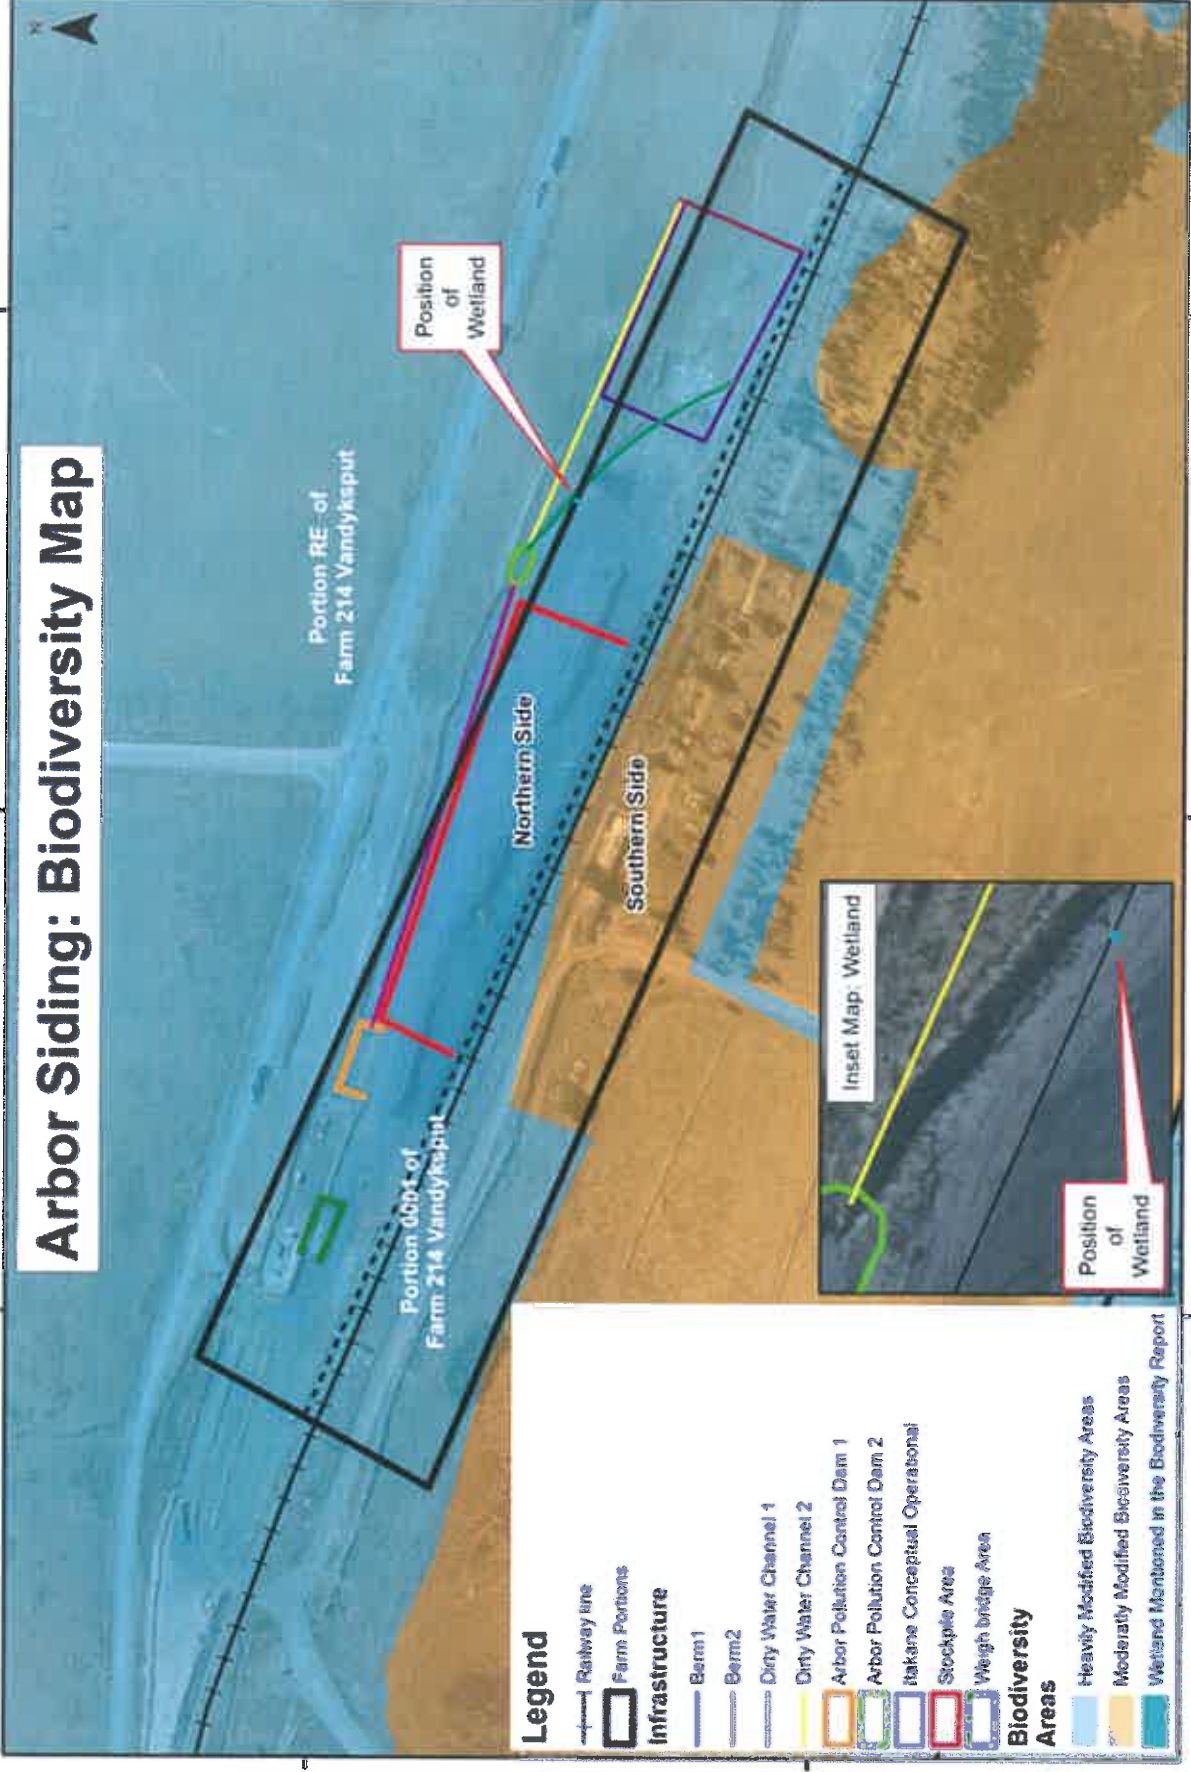 Arbor Siding: Biodiversity Map
Portion RE of
Farm 214 Vandyksput
Position
of
Wetland
Northern Side
Southern Side
Portion 0001 of
Farm 214 Vandyksput
Legend
Railway line
Farm Portions
Infrastructure
Berm1
Berm2
Dirty Water Channel 1
Dirty Water Channel 2
Arbor Pollution Control Dam 1
Arbor Pollution Control Dam 2
Itakane Conceptual Operational
Stockpile Area
Weigh bridge Area
Biodiversity
Areas
Heavily Modified Biodiversity Areas
Moderatly Modified Biodiversity Areas
Wetland Mentioned in the Biodiversity Report
Inset Map: Wetland
Position
of
Wetland